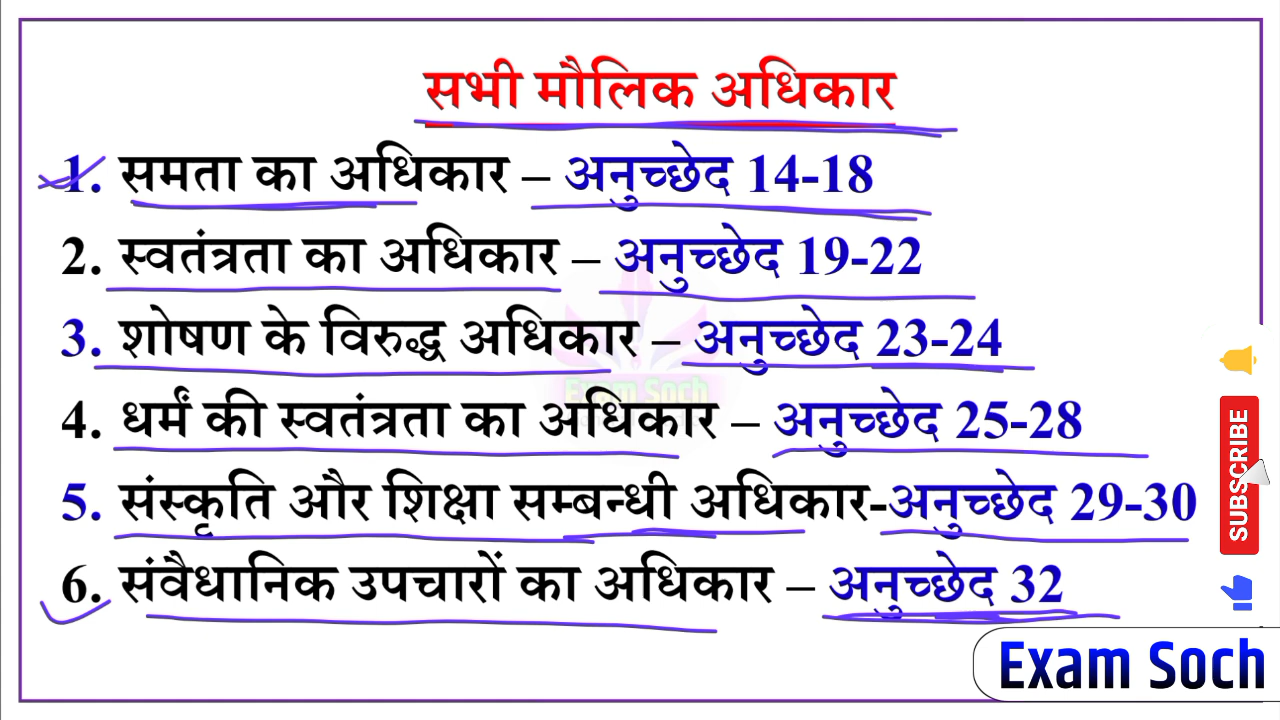 सभी मौलिक अधिकार
1. समता का अधिकार – अनुच्छेद 14-18
2. स्वतंत्रता का अधिकार – अनुच्छेद 19-22
3. शोषण के विरुद्ध अधिकार – अनुच्छेद 23-24
4. धर्मं की स्वतंत्रता का अधिकार – अनुच्छेद 25-28
5. संस्कृति और शिक्षा सम्बन्धी अधिकार-अनुच्छेद 29-30
6. संवैधानिक उपचारों का अधिकार – अनुच्छेद 32
Exam Soch
SUBSCRIBE
Exam Soch